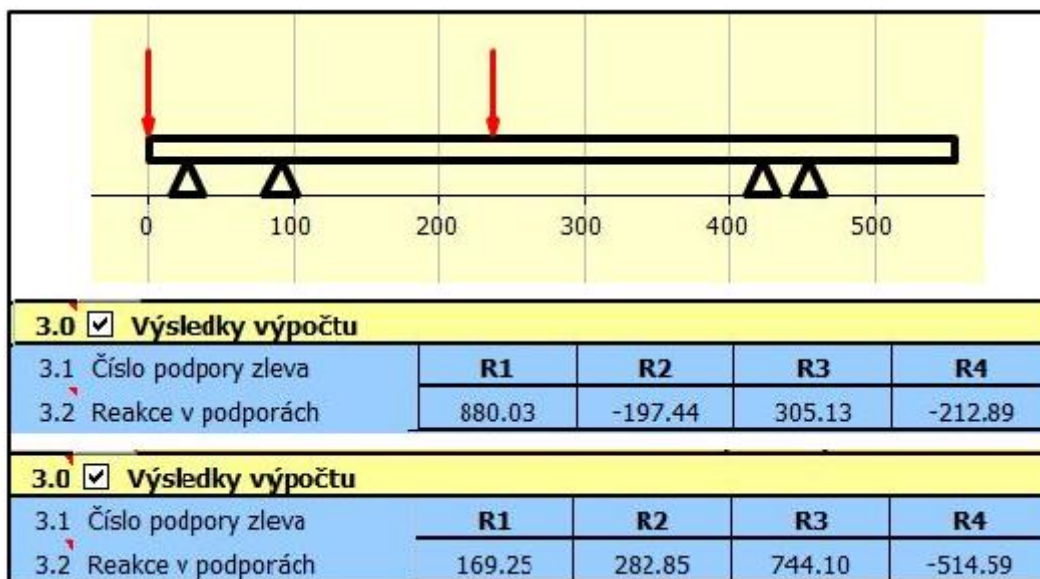 0 100 200 300 400 500
3.0 Výsledky výpočtu
3.1 Číslo podpory zleva R1 R2 R3 R4
3.2 Reakce v podporách 880.03 -197.44 305.13 -212.89
3.0 Výsledky výpočtu
3.1 Číslo podpory zleva R1 R2 R3 R4
3.2 Reakce v podporách 169.25 282.85 744.10 -514.59